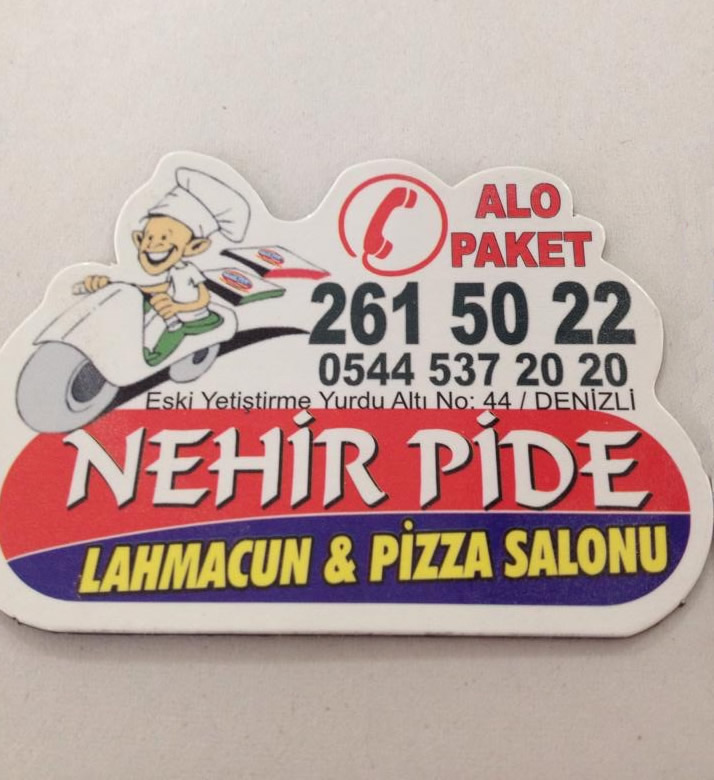 ALO
PAKET
261 50 22
0544 537 20 20
Eski Yetiştirme Yurdu Altı No: 44 / DENİZLİ
NEHİR PİDE
LAHMACUN & PİZZA SALONU